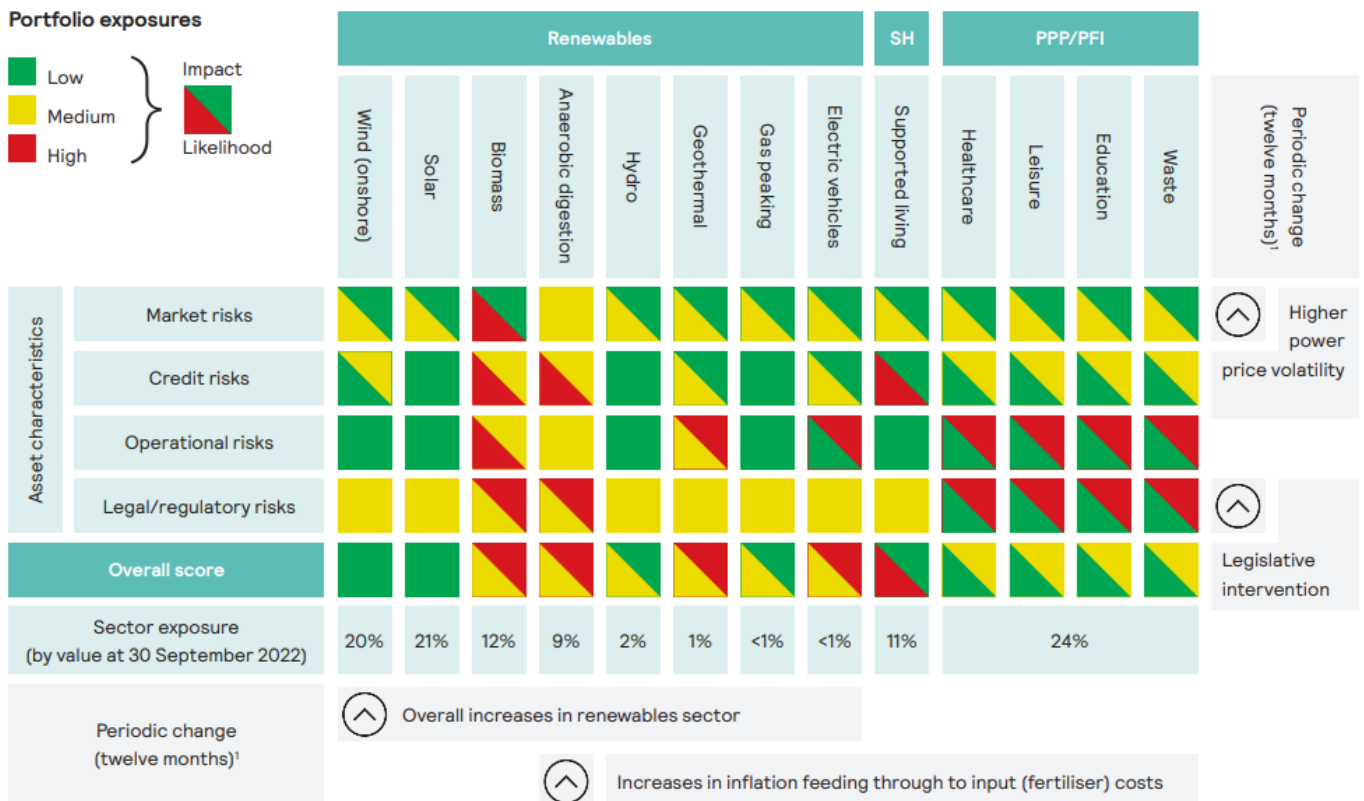 Portfolio exposures
Low
Medium
High
Impact
Likelihood
Renewables
SH
PPP/PFI
Wind (onshore)
Solar
Biomass
Anaerobic digestion
Hydro
Geothermal
Gas peaking
Electric vehicles
Supported living
Healthcare
Leisure
Education
Waste
Periodic change
(twelve months)¹
Asset characteristics
Market risks
Higher
power
price volatility
Credit risks
Operational risks
Legal/regulatory risks
Legislative
intervention
Overall score
Sector exposure
(by value at 30 September 2022)
20%
21%
12%
9%
2%
1%
<1%
<1%
11%
24%
Periodic change
(twelve months)¹
Overall increases in renewables sector
Increases in inflation feeding through to input (fertiliser) costs